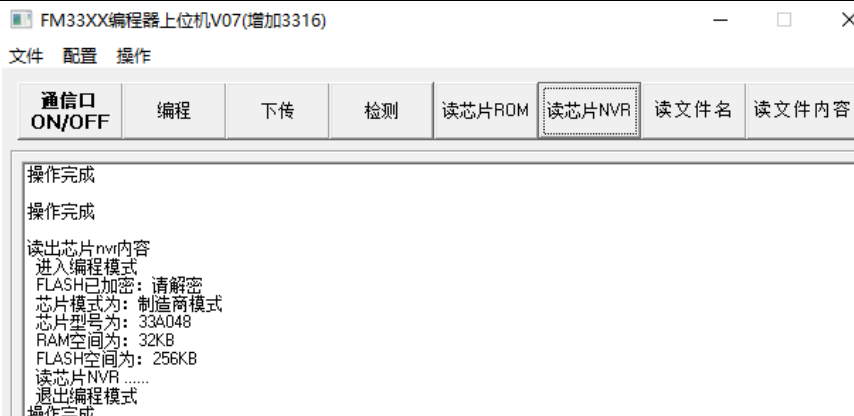 FM33XX编程器上位机V07(增加3316)
文件 配置 操作
通信口
ON/OFF
编程
下传
检测
读芯片ROM
读芯片NVR
读文件名
读文件内容
操作完成
操作完成
读出芯片nvr内容
进入编程模式
FLASH已加密：请解密
芯片模式为：制造商模式
芯片型号为：33A048
RAM空间为：32KB
FLASH空间为：256KB
读芯片NVR ......
退出编程模式
操作完成